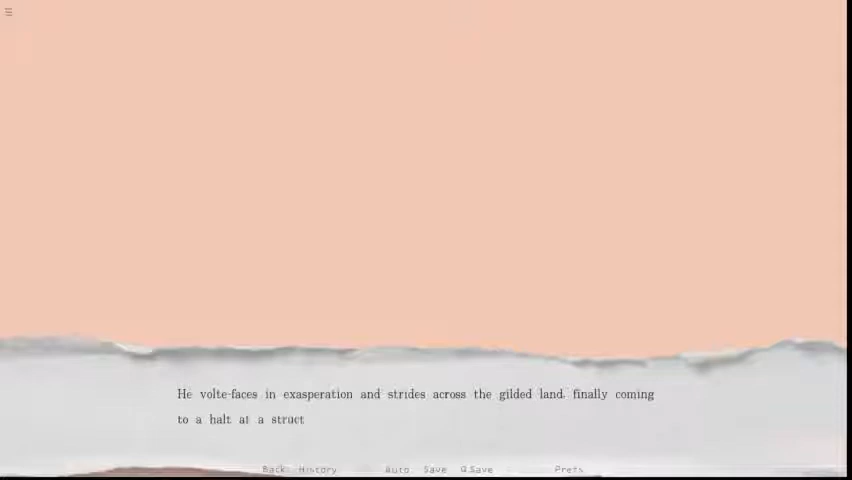 He volte-faces in exasperation and strides across the gilded land, finally coming
to a halt at a struct
Back History Auto Save Q.Save Prefs